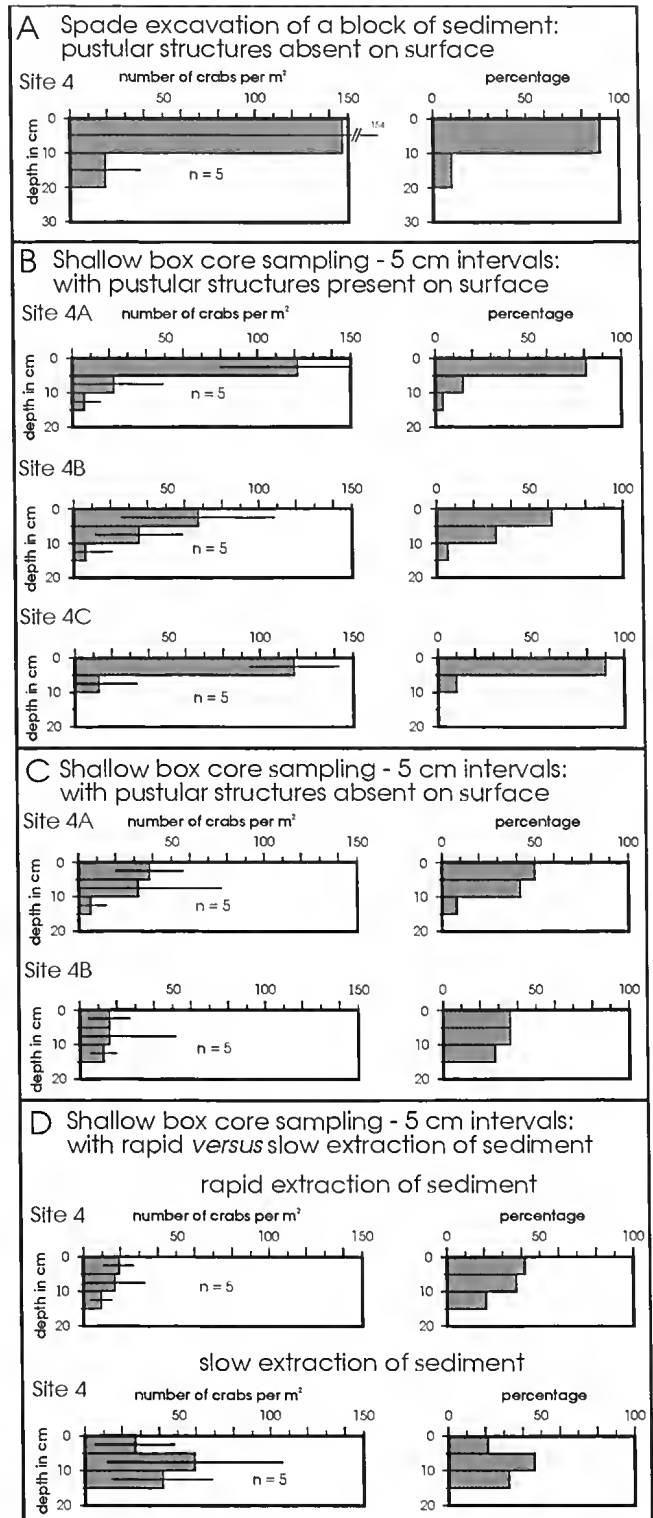 A Spade excavation of a block of sediment:
pustular structures absent on surface
Site 4 number of crabs per m² percentage
50 100 150 0 50 100
0
10
20
30
depth in cm
n = 5
B Shallow box core sampling - 5 cm intervals:
with pustular structures present on surface
Site 4A number of crabs per m² percentage
50 100 150 0 50 100
0
10
20
depth in cm
n = 5
Site 4B
50 100 150 0 50 100
0
10
20
depth in cm
n = 5
Site 4C
50 100 150 0 50 100
0
10
20
depth in cm
n = 5
C Shallow box core sampling - 5 cm intervals:
with pustular structures absent on surface
Site 4A number of crabs per m² percentage
50 100 150 0 50 100
0
10
20
depth in cm
n = 5
Site 4B
50 100 150 0 50 100
0
10
20
depth in cm
n = 5
D Shallow box core sampling - 5 cm intervals:
with rapid versus slow extraction of sediment
rapid extraction of sediment
Site 4 number of crabs per m² percentage
50 100 150 0 50 100
0
10
20
depth in cm
n = 5
slow extraction of sediment
Site 4 number of crabs per m² percentage
50 100 150 0 50 100
0
10
20
depth in cm
n = 5